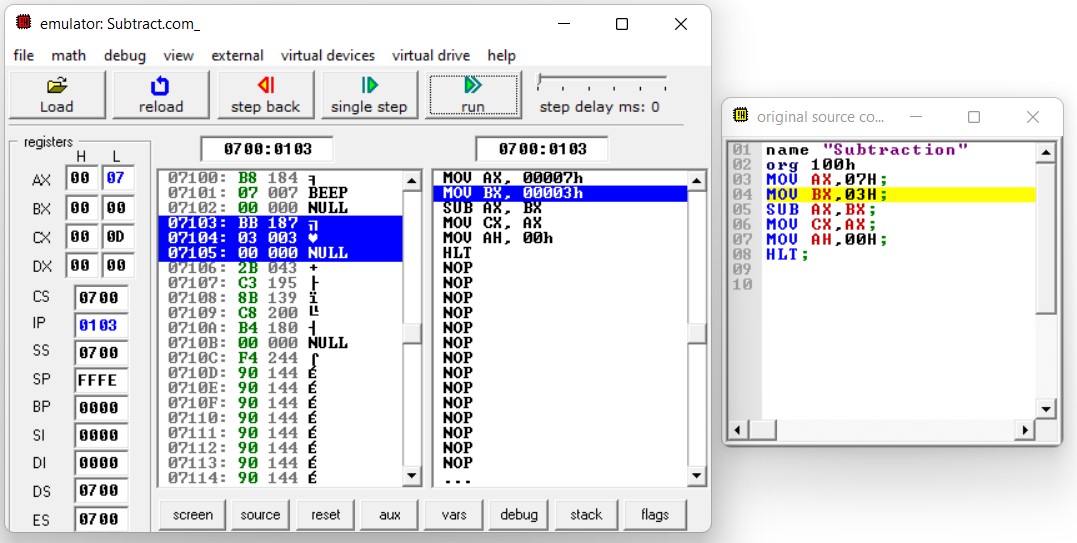 emulator: Subtract.com_
file math debug view external virtual devices virtual drive help
Load reload step back single step run step delay ms: 0
registers
H L
AX 00 07
BX 00 00
CX 00 0D
DX 00 00
CS 0700
IP 0103
SS 0700
SP FFFE
BP 0000
SI 0000
DI 0000
DS 0700
ES 0700
0700:0103
07100: B8 184 ╕
07101: 07 007 BEEP
07102: 00 000 NULL
07103: BB 187 ╗
07104: 03 003 ♥
07105: 00 000 NULL
07106: 2B 043 +
07107: C3 195 ├
07108: 8B 139 ï
07109: C8 200 ╚
0710A: B4 180 ┤
0710B: 00 000 NULL
0710C: F4 244 ⌠
0710D: 90 144 É
0710E: 90 144 É
0710F: 90 144 É
07110: 90 144 É
07111: 90 144 É
07112: 90 144 É
07113: 90 144 É
07114: 90 144 É
0700:0103
MOV AX, 00007h
MOV BX, 00003h
SUB AX, BX
MOV CX, AX
MOV AH, 00h
HLT
NOP
NOP
NOP
NOP
NOP
NOP
NOP
NOP
NOP
NOP
NOP
NOP
NOP
NOP
...
screen source reset aux vars debug stack flags
original source co...
01 name "Subtraction"
02 org 100h
03 MOV AX,07H;
04 MOV BX,03H;
05 SUB AX,BX;
06 MOV CX,AX;
07 MOV AH,00H;
08 HLT;
09
10